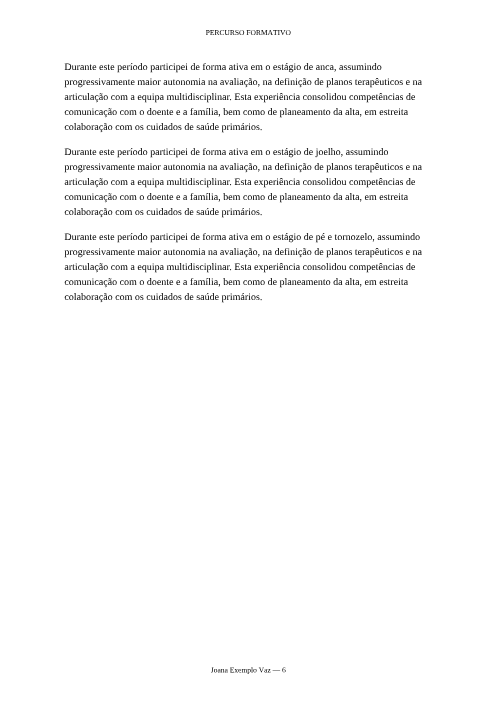 PERCURSO FORMATIVO
Durante este período participei de forma ativa em o estágio de anca, assumindo
progressivamente maior autonomia na avaliação, na definição de planos terapêuticos e na
articulação com a equipa multidisciplinar. Esta experiência consolidou competências de
comunicação com o doente e a família, bem como de planeamento da alta, em estreita
colaboração com os cuidados de saúde primários.
Durante este período participei de forma ativa em o estágio de joelho, assumindo
progressivamente maior autonomia na avaliação, na definição de planos terapêuticos e na
articulação com a equipa multidisciplinar. Esta experiência consolidou competências de
comunicação com o doente e a família, bem como de planeamento da alta, em estreita
colaboração com os cuidados de saúde primários.
Durante este período participei de forma ativa em o estágio de pé e tornozelo, assumindo
progressivamente maior autonomia na avaliação, na definição de planos terapêuticos e na
articulação com a equipa multidisciplinar. Esta experiência consolidou competências de
comunicação com o doente e a família, bem como de planeamento da alta, em estreita
colaboração com os cuidados de saúde primários.
Joana Exemplo Vaz — 6